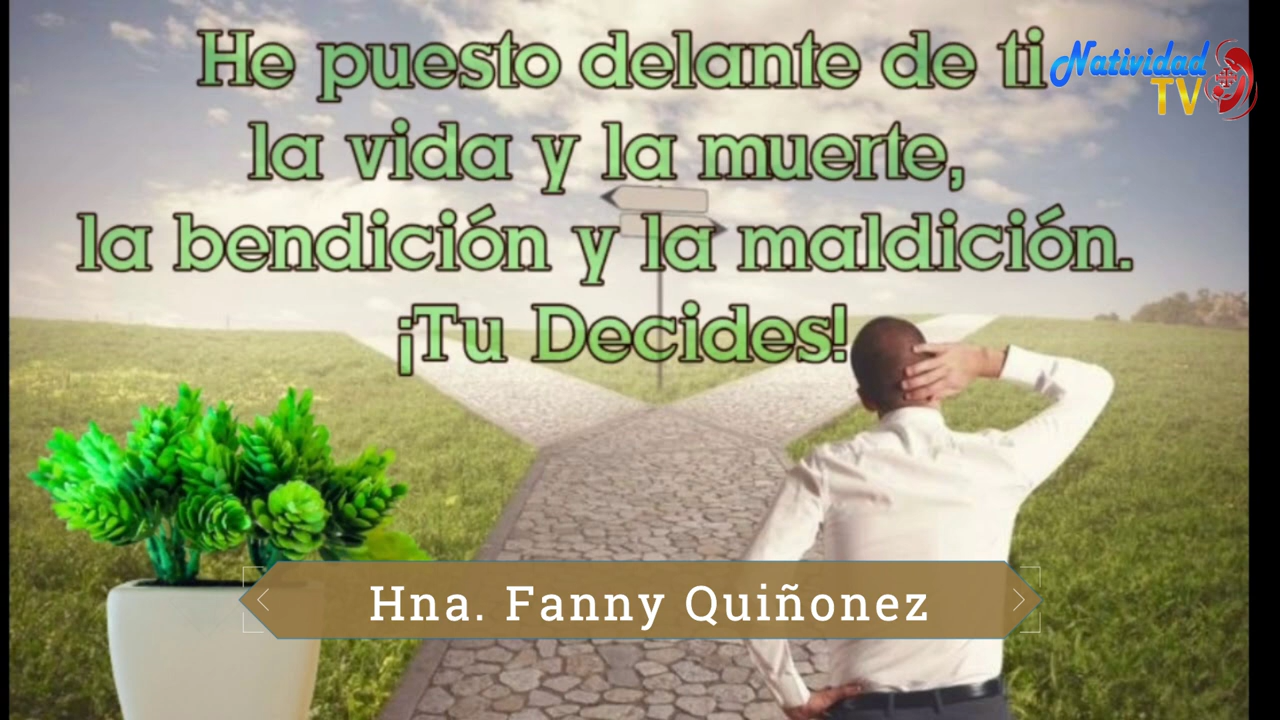 He puesto delante de ti
la vida y la muerte,
la bendición y la maldición.
¡Tu Decides!
Natividad
TV
Hna. Fanny Quiñonez